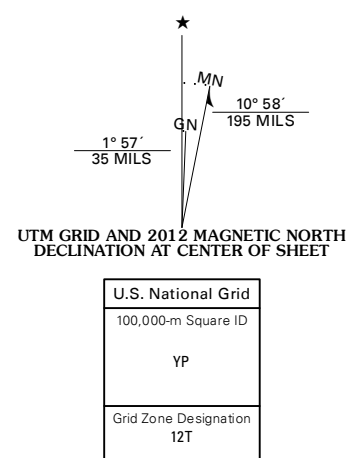 ★
MN
GN
10° 58´
195 MILS
1° 57´
35 MILS
UTM GRID AND 2012 MAGNETIC NORTH
DECLINATION AT CENTER OF SHEET
U.S. National Grid
100,000-m Square ID
YP
Grid Zone Designation
12T